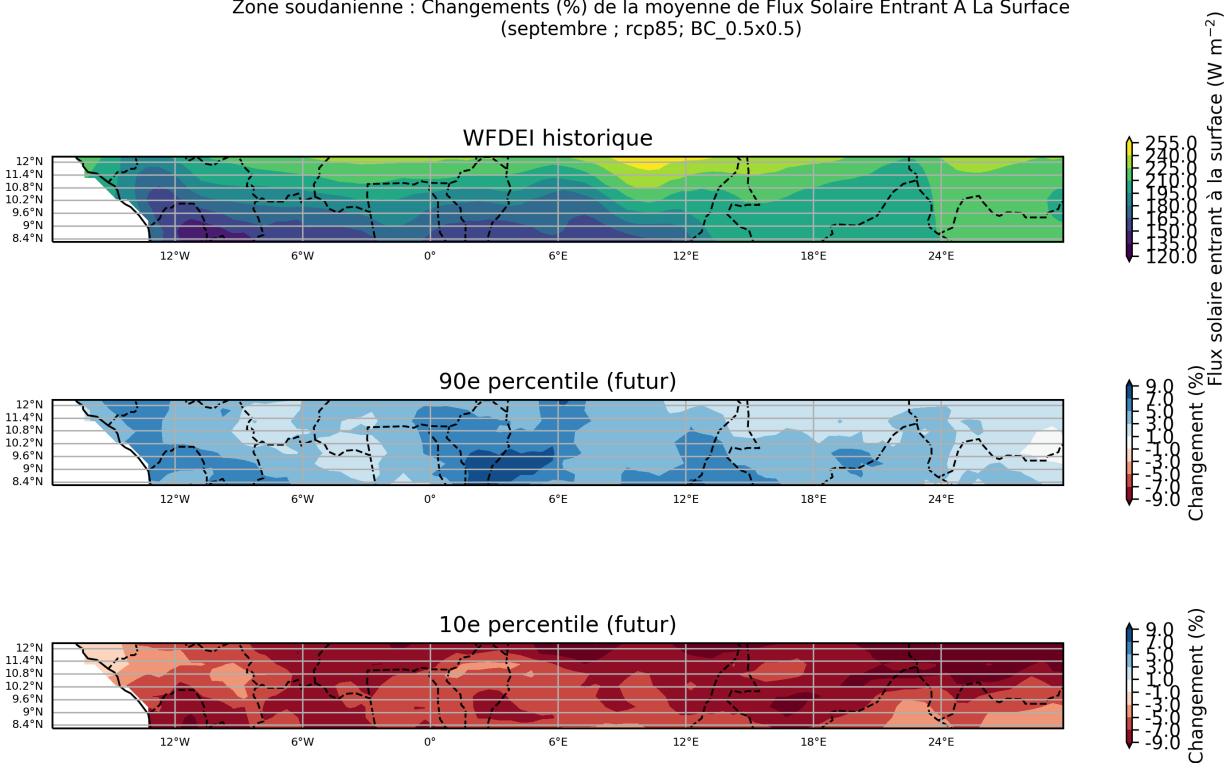 Zone soudanienne : Changements (%) de la moyenne de Flux Solaire Entrant A La Surface
(septembre ; rcp85; BC_0.5x0.5)
WFDEI historique
12°N
11.4°N
10.8°N
10.2°N
9.6°N
9°N
8.4°N
12°W 6°W 0° 6°E 12°E 18°E 24°E
255.0
240.0
225.0
210.0
195.0
180.0
165.0
150.0
135.0
120.0
Flux solaire entrant à la surface (W m⁻²)
90e percentile (futur)
12°N
11.4°N
10.8°N
10.2°N
9.6°N
9°N
8.4°N
12°W 6°W 0° 6°E 12°E 18°E 24°E
9.0
7.0
5.0
3.0
1.0
-1.0
-3.0
-5.0
-7.0
-9.0
Changement (%)
10e percentile (futur)
12°N
11.4°N
10.8°N
10.2°N
9.6°N
9°N
8.4°N
12°W 6°W 0° 6°E 12°E 18°E 24°E
9.0
7.0
5.0
3.0
1.0
-1.0
-3.0
-5.0
-7.0
-9.0
Changement (%)